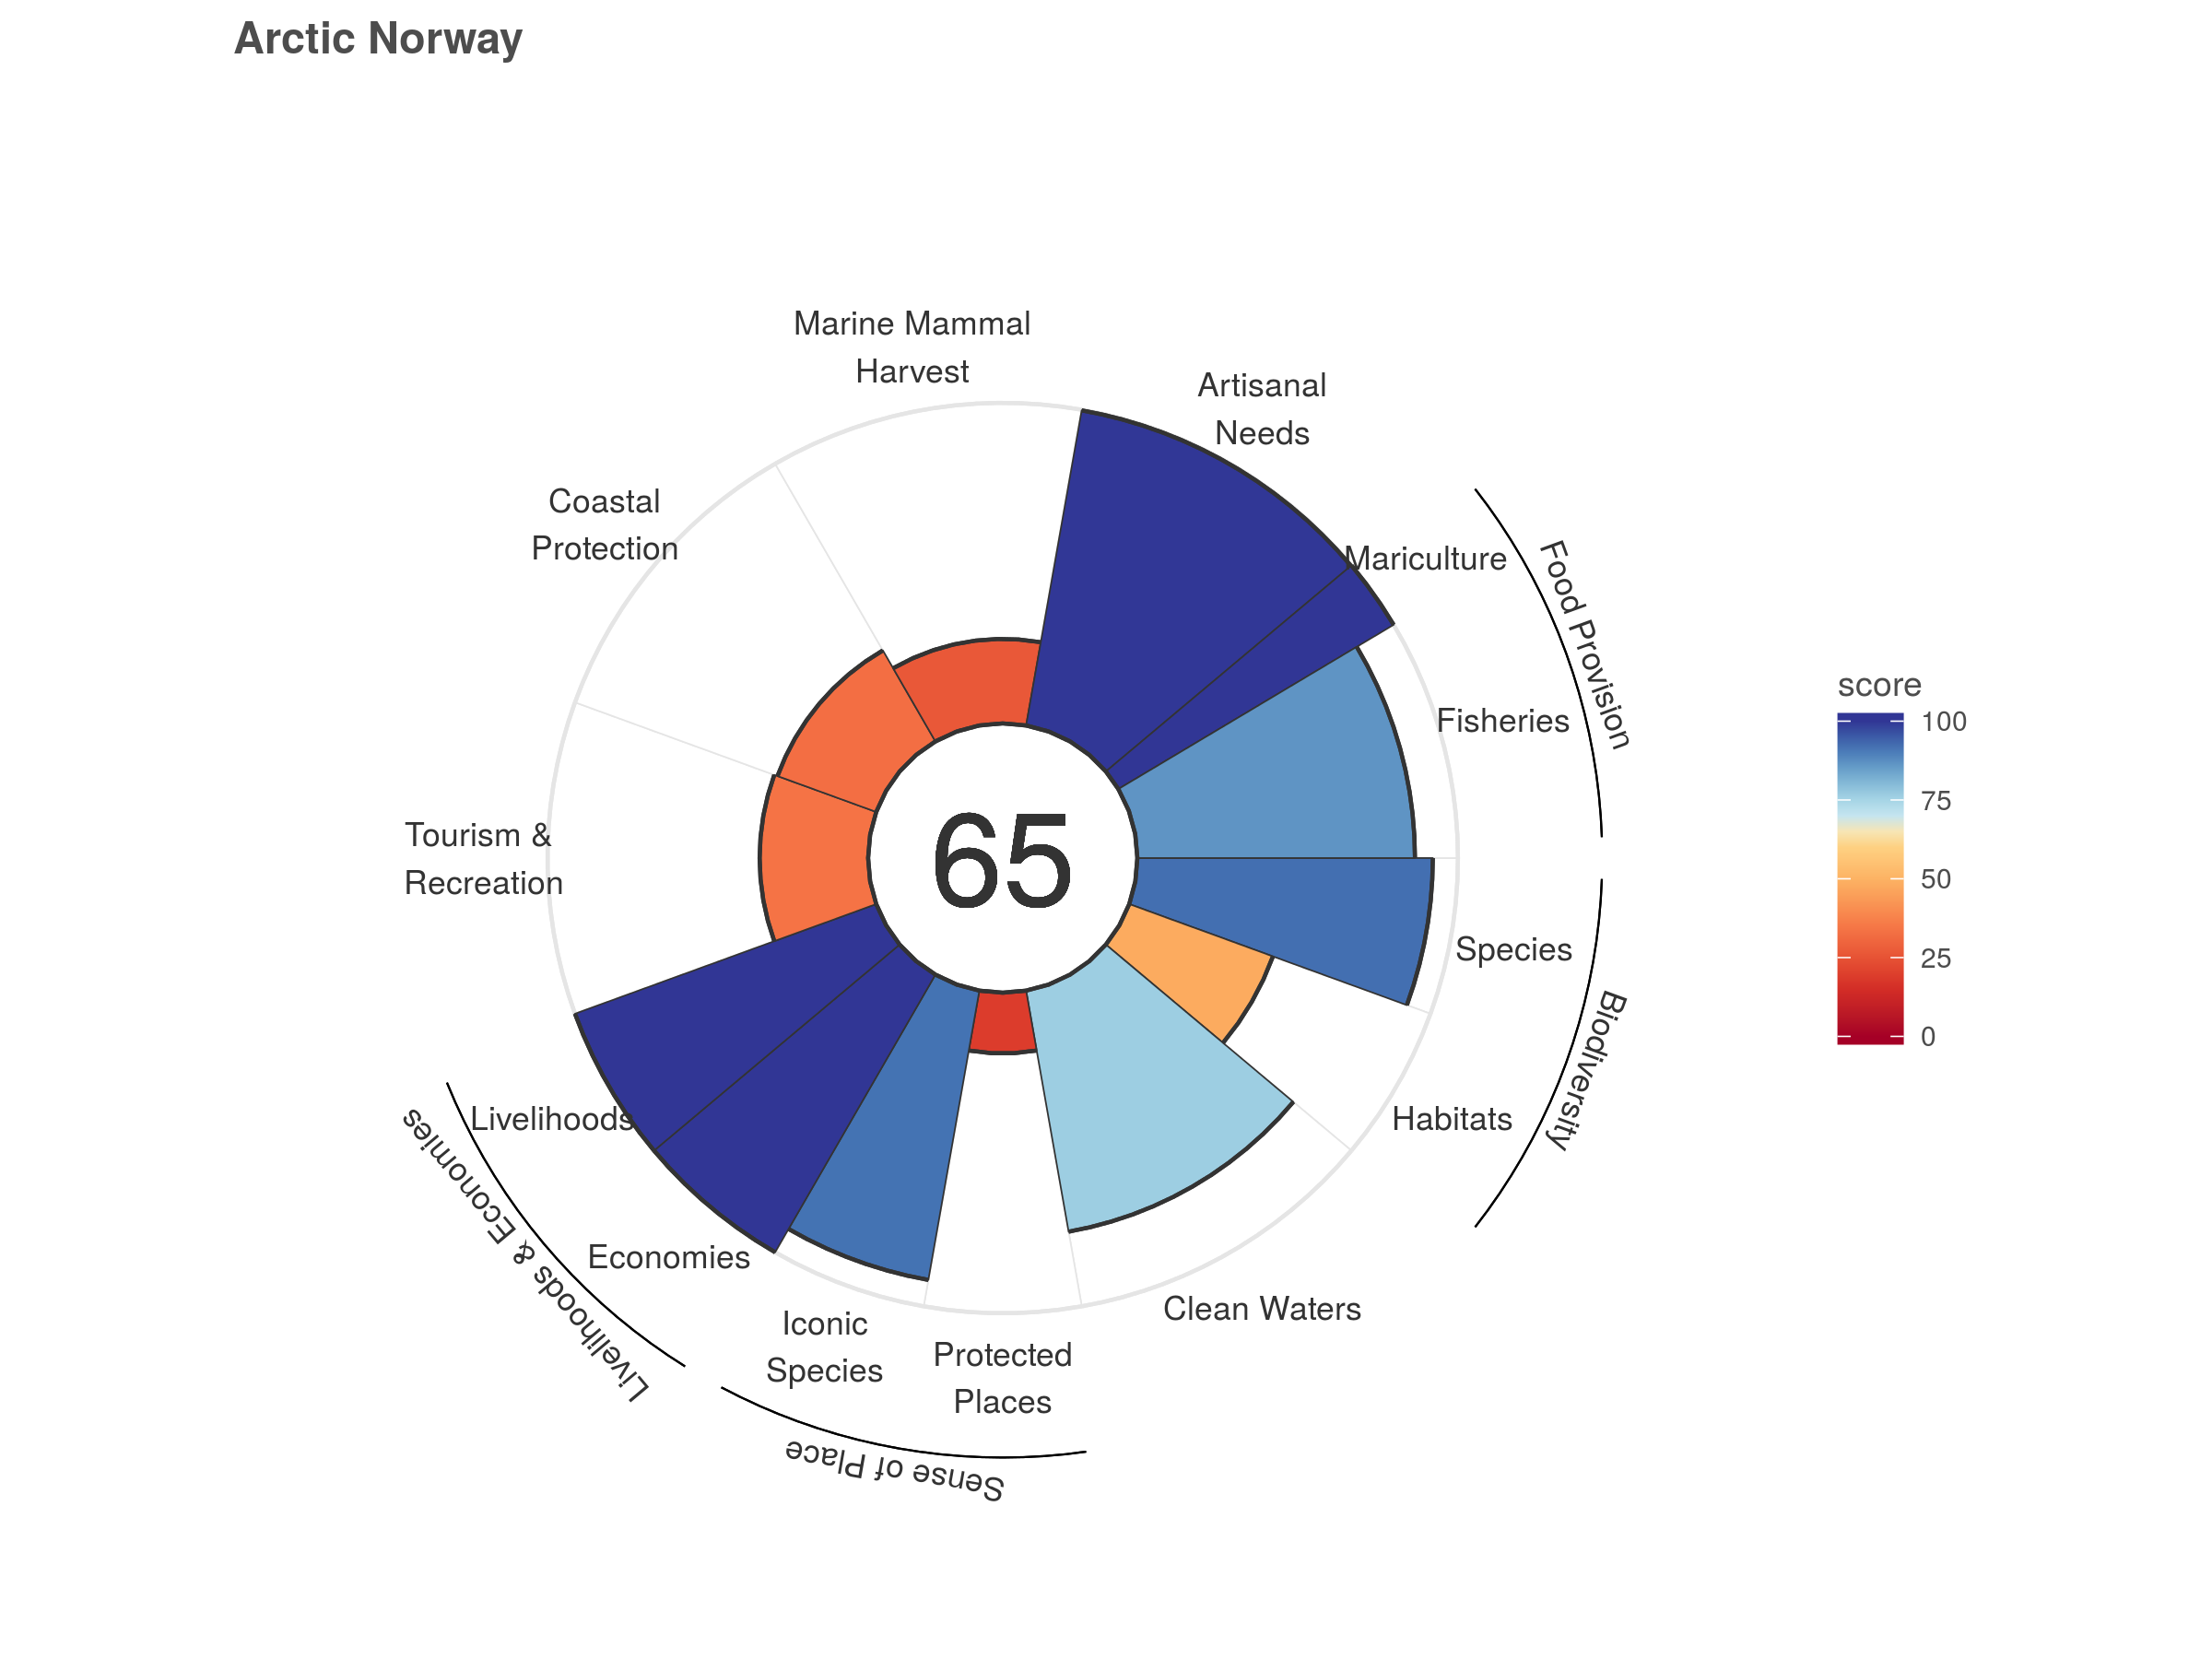 Arctic Norway
Marine Mammal
Harvest
Artisanal
Needs
Coastal
Protection
Mariculture
Food Provision
Fisheries
score
100
75
50
25
0
Tourism &
Recreation
65
Species
Biodiversity
Livelihoods
Habitats
Livelihoods & Economies
Economies
Iconic
Species
Protected
Places
Clean Waters
Sense of Place